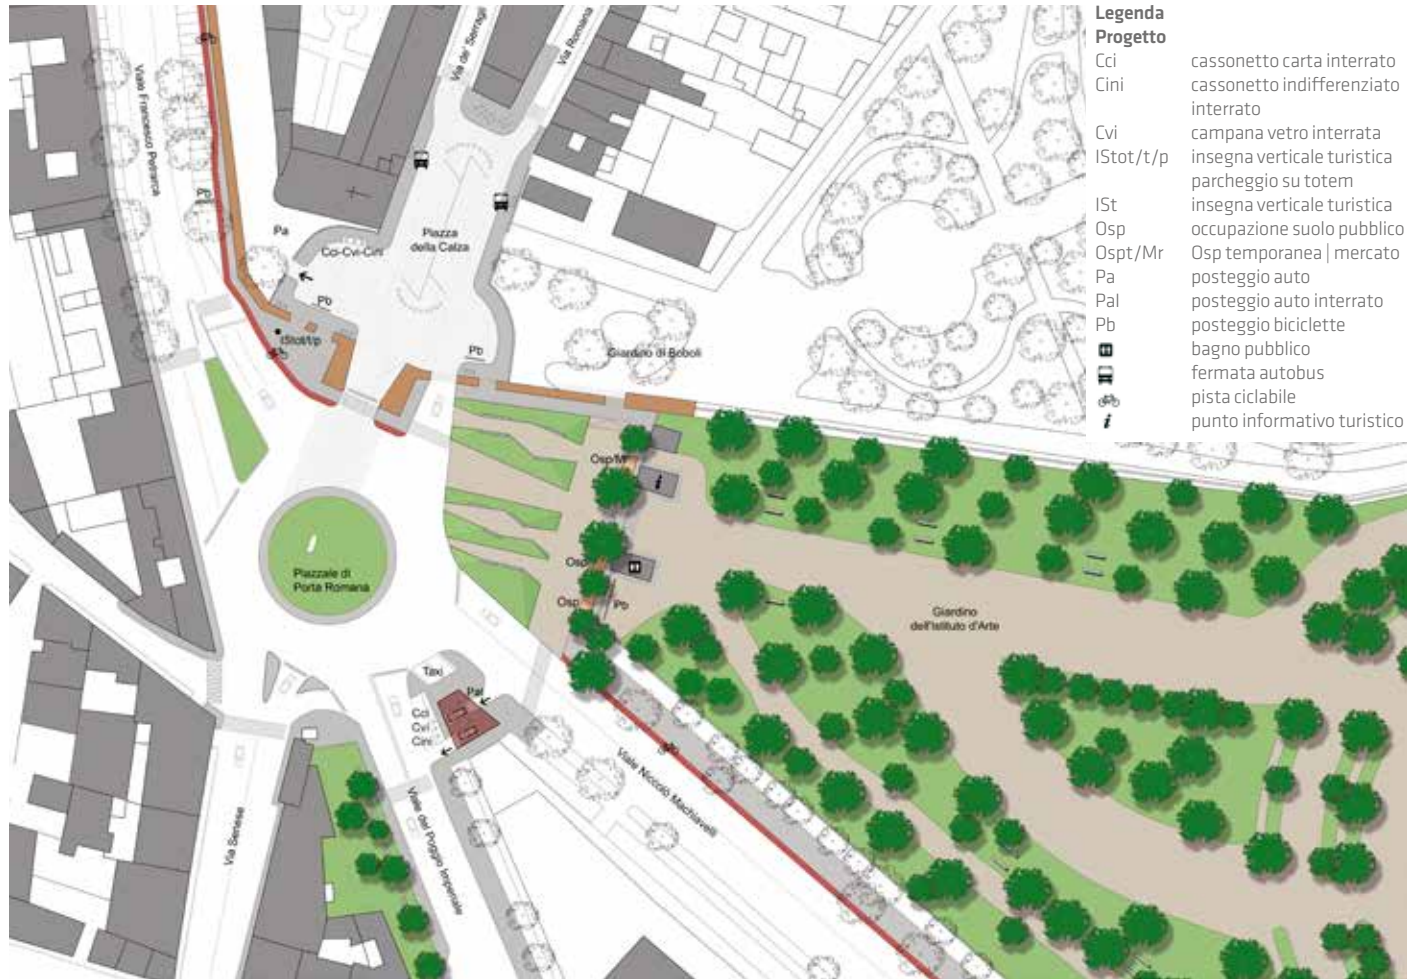 Legenda
Progetto
Cci cassonetto carta interrato
Cini cassonetto indifferenziato
interrato
Cvi campana vetro interrata
IStot/t/p insegna verticale turistica
parcheggio su totem
ISt insegna verticale turistica
Osp occupazione suolo pubblico
Ospt/Mr Osp temporanea | mercato
Pa posteggio auto
Pal posteggio auto interrato
Pb posteggio biciclette
bagno pubblico
fermata autobus
pista ciclabile
i punto informativo turistico
Viale Francesco Petrarca
Via de' Serragli
Via Romana
Pb
Pa
Cci-Cvi-Cini
Piazza
della Calza
Pb
IStot/t/p
Pb
Giardino di Boboli
Osp/Mr
i
Piazzale di
Porta Romana
Osp
Osp
Pb
Giardino
dell'Istituto d'Arte
Taxi
Pal
Cci
Cvi
Cini
Viale Niccolò Machiavelli
Viale del Poggio Imperiale
Via Senese